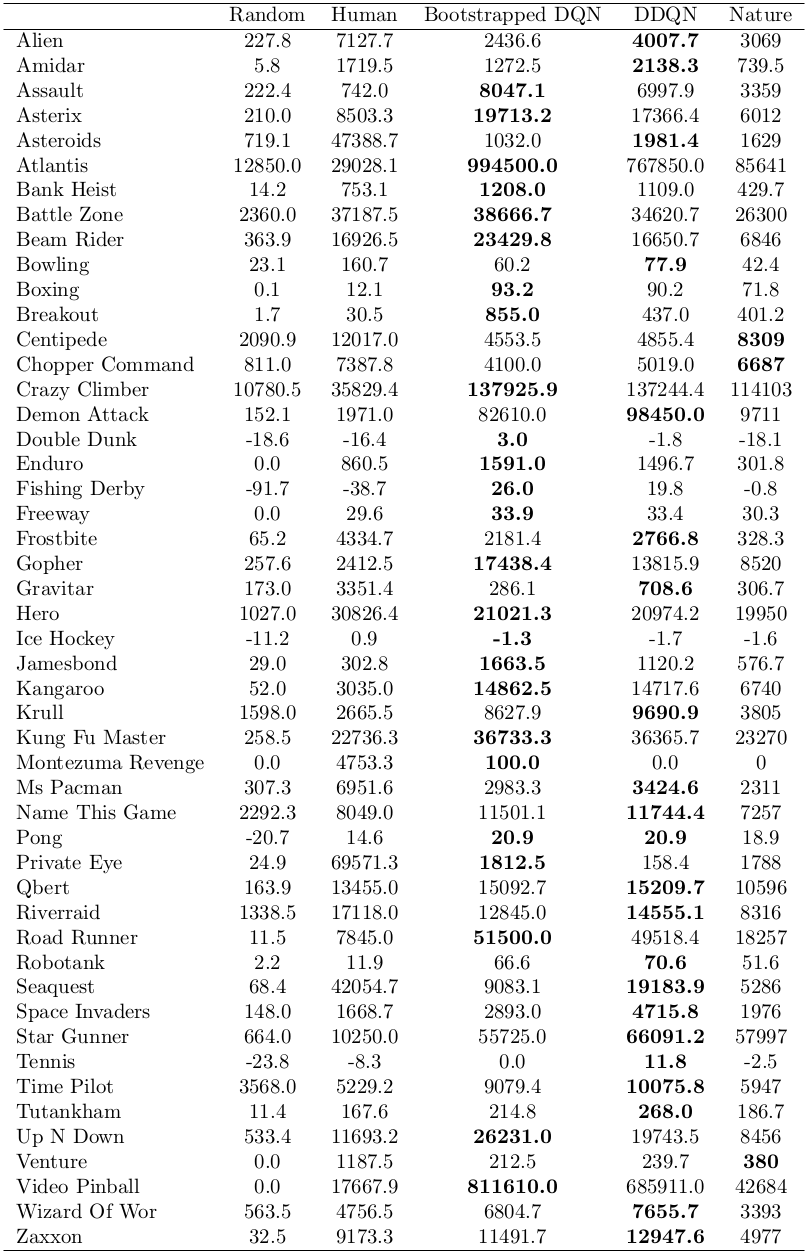 Random Human Bootstrapped DQN DDQN Nature
Alien 227.8 7127.7 2436.6 4007.7 3069
Amidar 5.8 1719.5 1272.5 2138.3 739.5
Assault 222.4 742.0 8047.1 6997.9 3359
Asterix 210.0 8503.3 19713.2 17366.4 6012
Asteroids 719.1 47388.7 1032.0 1981.4 1629
Atlantis 12850.0 29028.1 994500.0 767850.0 85641
Bank Heist 14.2 753.1 1208.0 1109.0 429.7
Battle Zone 2360.0 37187.5 38666.7 34620.7 26300
Beam Rider 363.9 16926.5 23429.8 16650.7 6846
Bowling 23.1 160.7 60.2 77.9 42.4
Boxing 0.1 12.1 93.2 90.2 71.8
Breakout 1.7 30.5 855.0 437.0 401.2
Centipede 2090.9 12017.0 4553.5 4855.4 8309
Chopper Command 811.0 7387.8 4100.0 5019.0 6687
Crazy Climber 10780.5 35829.4 137925.9 137244.4 114103
Demon Attack 152.1 1971.0 82610.0 98450.0 9711
Double Dunk -18.6 -16.4 3.0 -1.8 -18.1
Enduro 0.0 860.5 1591.0 1496.7 301.8
Fishing Derby -91.7 -38.7 26.0 19.8 -0.8
Freeway 0.0 29.6 33.9 33.4 30.3
Frostbite 65.2 4334.7 2181.4 2766.8 328.3
Gopher 257.6 2412.5 17438.4 13815.9 8520
Gravitar 173.0 3351.4 286.1 708.6 306.7
Hero 1027.0 30826.4 21021.3 20974.2 19950
Ice Hockey -11.2 0.9 -1.3 -1.7 -1.6
Jamesbond 29.0 302.8 1663.5 1120.2 576.7
Kangaroo 52.0 3035.0 14862.5 14717.6 6740
Krull 1598.0 2665.5 8627.9 9690.9 3805
Kung Fu Master 258.5 22736.3 36733.3 36365.7 23270
Montezuma Revenge 0.0 4753.3 100.0 0.0 0
Ms Pacman 307.3 6951.6 2983.3 3424.6 2311
Name This Game 2292.3 8049.0 11501.1 11744.4 7257
Pong -20.7 14.6 20.9 20.9 18.9
Private Eye 24.9 69571.3 1812.5 158.4 1788
Qbert 163.9 13455.0 15092.7 15209.7 10596
Riverraid 1338.5 17118.0 12845.0 14555.1 8316
Road Runner 11.5 7845.0 51500.0 49518.4 18257
Robotank 2.2 11.9 66.6 70.6 51.6
Seaquest 68.4 42054.7 9083.1 19183.9 5286
Space Invaders 148.0 1668.7 2893.0 4715.8 1976
Star Gunner 664.0 10250.0 55725.0 66091.2 57997
Tennis -23.8 -8.3 0.0 11.8 -2.5
Time Pilot 3568.0 5229.2 9079.4 10075.8 5947
Tutankham 11.4 167.6 214.8 268.0 186.7
Up N Down 533.4 11693.2 26231.0 19743.5 8456
Venture 0.0 1187.5 212.5 239.7 380
Video Pinball 0.0 17667.9 811610.0 685911.0 42684
Wizard Of Wor 563.5 4756.5 6804.7 7655.7 3393
Zaxxon 32.5 9173.3 11491.7 12947.6 4977